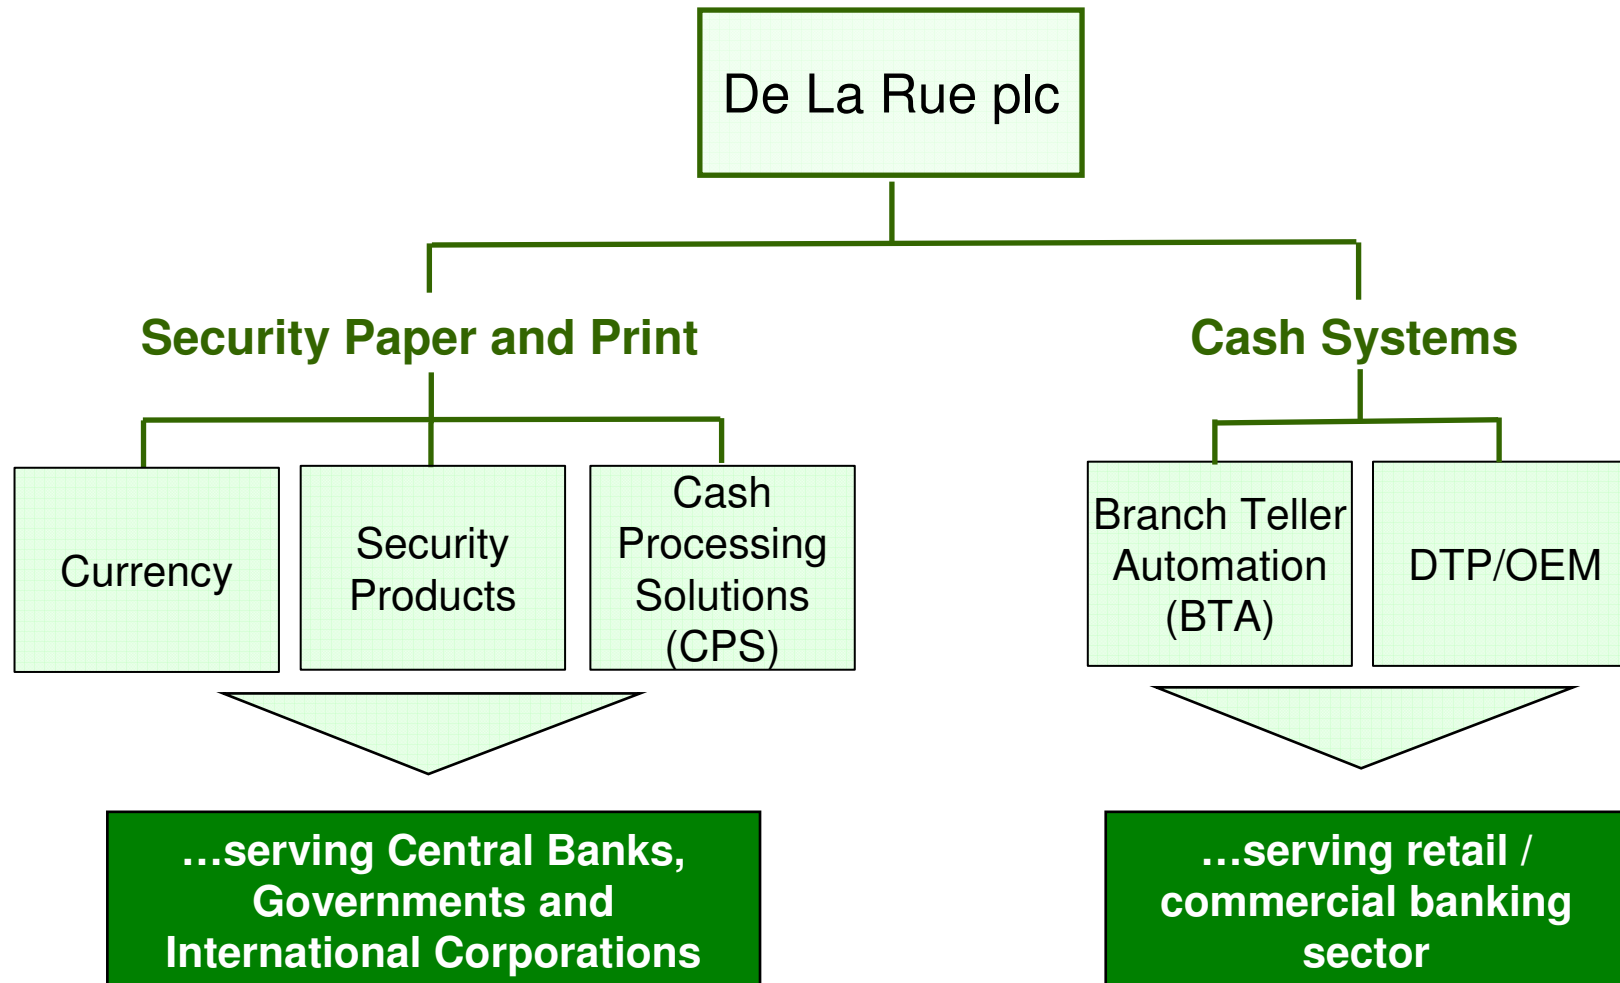 De La Rue plc
Security Paper and Print
Cash Systems
Currency
Security
Products
Cash
Processing
Solutions
(CPS)
Branch Teller
Automation
(BTA)
DTP/OEM
…serving Central Banks,
Governments and
International Corporations
…serving retail /
commercial banking
sector